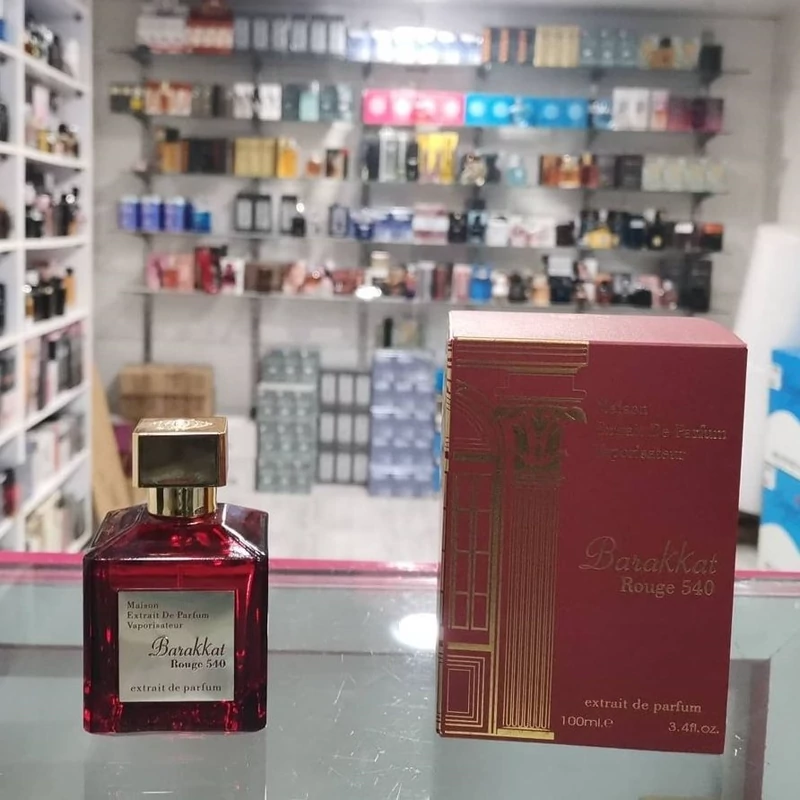 Maison
Extrait De Parfum
Vaporisateur
Barakkat
Rouge 540
extrait de parfum
Maison
Extrait De Parfum
Vaporisateur
Barakkat
Rouge 540
extrait de parfum
100ml.e
3.4fl.oz.